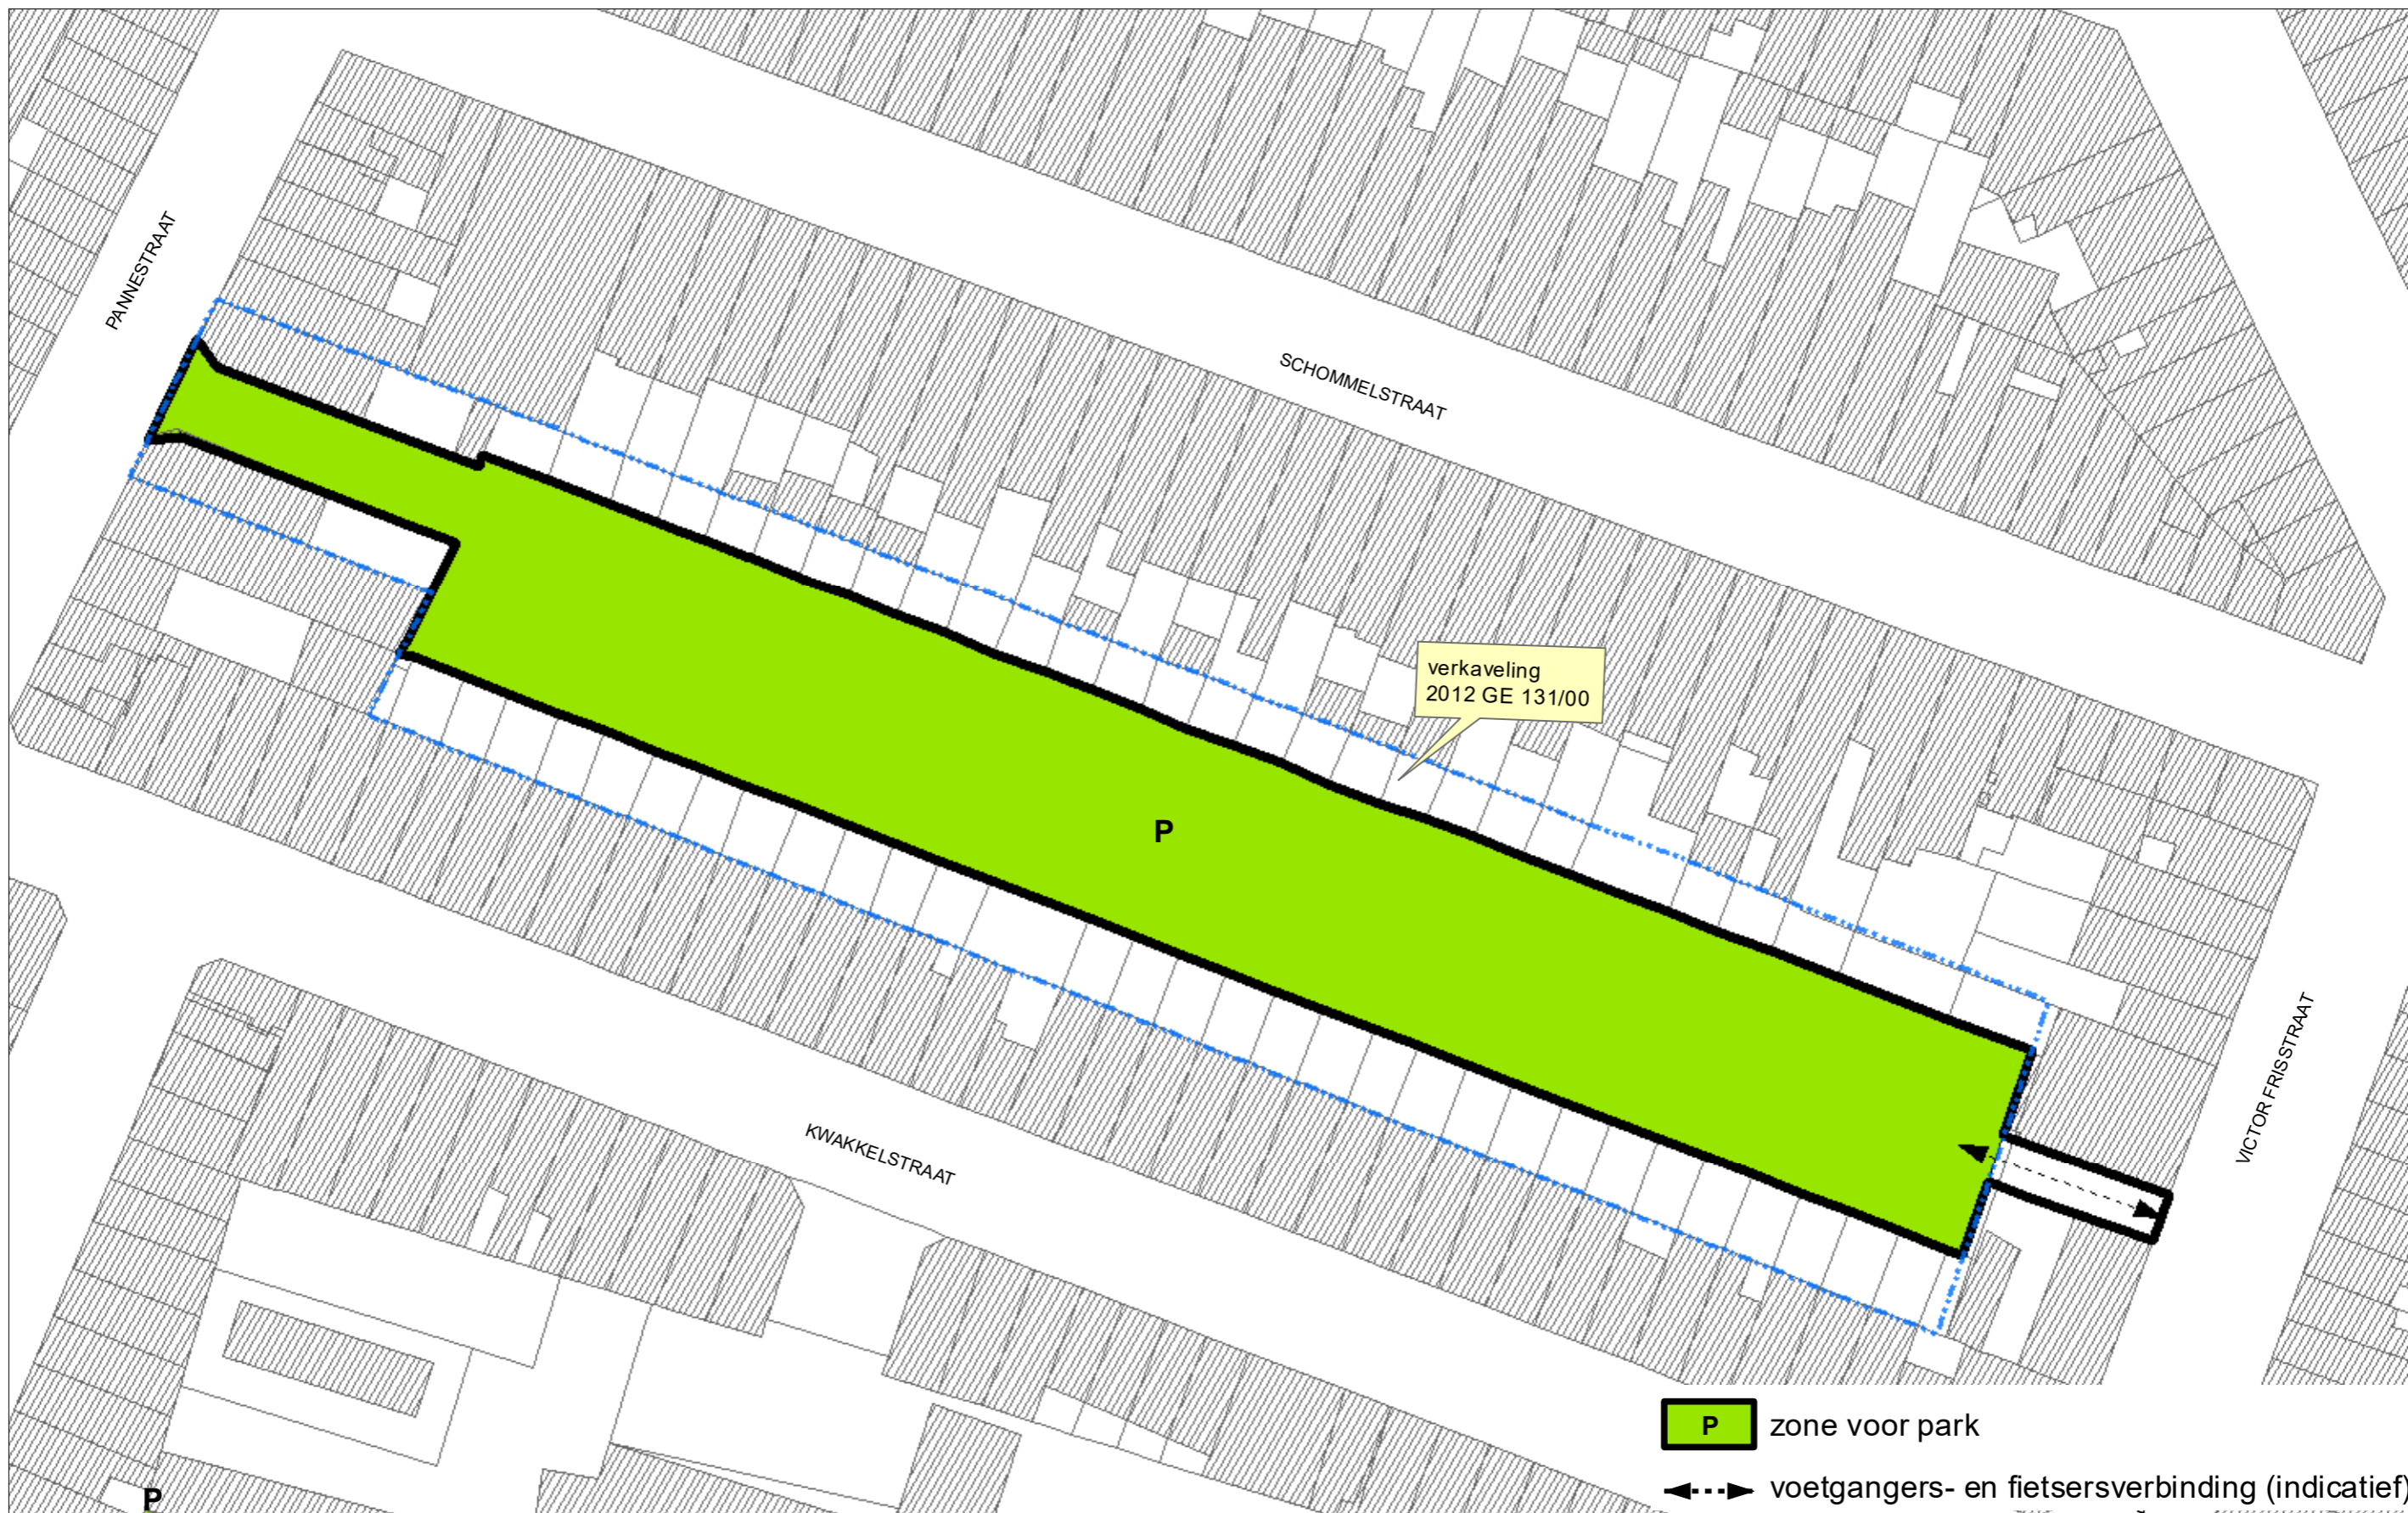 PANNESTRAAT
SCHOMMELSTRAAT
verkaveling
2012 GE 131/00
P
VICTOR FRISSTRAAT
KWAKKELSTRAAT
P zone voor park
voetgangers- en fietsersverbinding (indicatief)
P